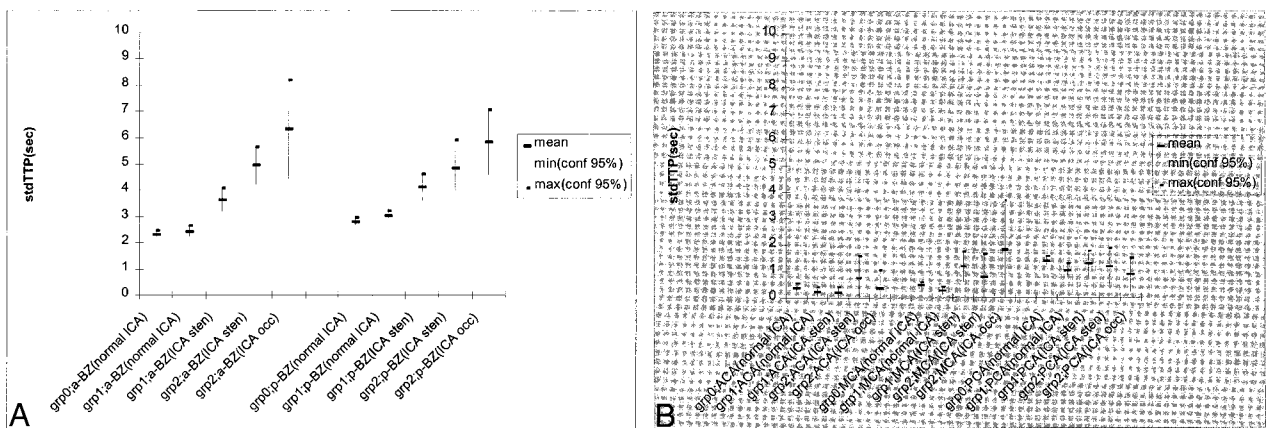 10
9
8
7
6
5
4
3
2
1
0
stdTTP(sec)
mean
min(conf 95%)
max(conf 95%)
grp0;a-BZ(normal ICA)
grp1;a-BZ(normal ICA)
grp1:a-BZ(ICA sten)
grp2:a-BZ(ICA sten)
grp2:a-BZ(ICA occ)
grp0;p-BZ(normal ICA)
grp1:p-BZ(normal ICA)
grp1:p-BZ(ICA sten)
grp2;p-BZ(ICA sten)
grp2;p-BZ(ICA occ)
A
10
9
8
7
6
5
4
3
2
1
0
stdTTP(sec)
mean
min(conf 95%)
max(conf 95%)
grp0:ACA(normal ICA)
grp1:ACA(normal ICA)
grp1:ACA(ICA sten)
grp2:ACA(ICA sten)
grp2:ACA(ICA occ)
grp0:MCA(normal ICA)
grp1:MCA(normal ICA)
grp1:MCA(ICA sten)
grp2:MCA(ICA sten)
grp2:MCA(ICA occ)
grp0:PCA(normal ICA)
grp1:PCA(normal ICA)
grp1:PCA(ICA sten)
grp2:PCA(ICA sten)
grp2:PCA(ICA occ)
B